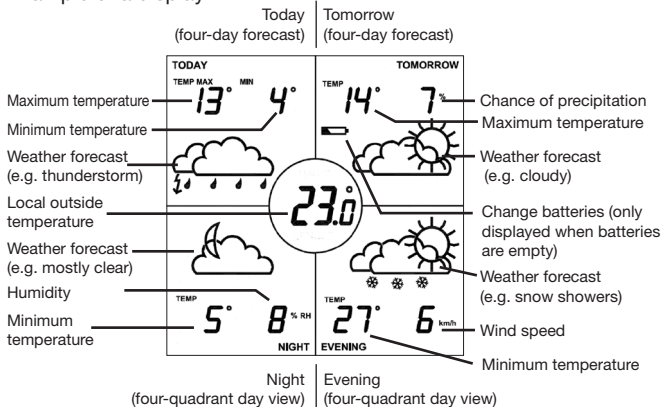 Today
(four-day forecast)
Tomorrow
(four-day forecast)
TODAY
TEMP MAX
MIN
13°
4°
TOMORROW
TEMP
14°
7%
Maximum temperature
Minimum temperature
Weather forecast
(e.g. thunderstorm)
Local outside
temperature
Weather forecast
(e.g. mostly clear)
Humidity
Minimum
temperature
23.0°
Chance of precipitation
Maximum temperature
Weather forecast
(e.g. cloudy)
Change batteries (only
displayed when batteries
are empty)
Weather forecast
(e.g. snow showers)
Wind speed
Minimum temperature
TEMP
5°
8 % RH
NIGHT
TEMP
27°
6 km/h
EVENING
Night
(four-quadrant day view)
Evening
(four-quadrant day view)